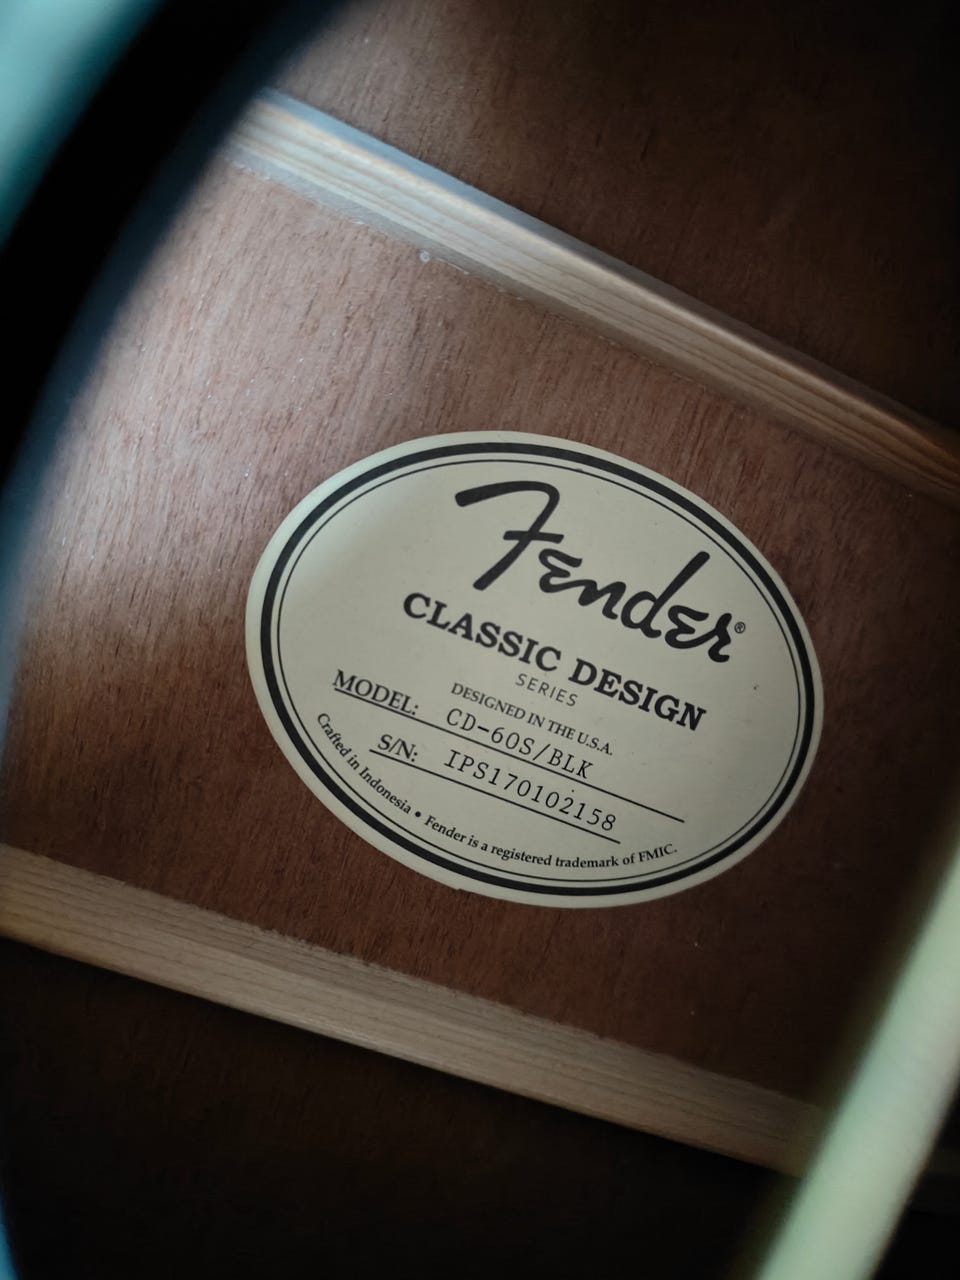 Fender®
CLASSIC DESIGN
SERIES
DESIGNED IN THE U.S.A.
MODEL: CD-60S/BLK
S/N: IPS170102158
Crafted in Indonesia • Fender is a registered trademark of FMIC.